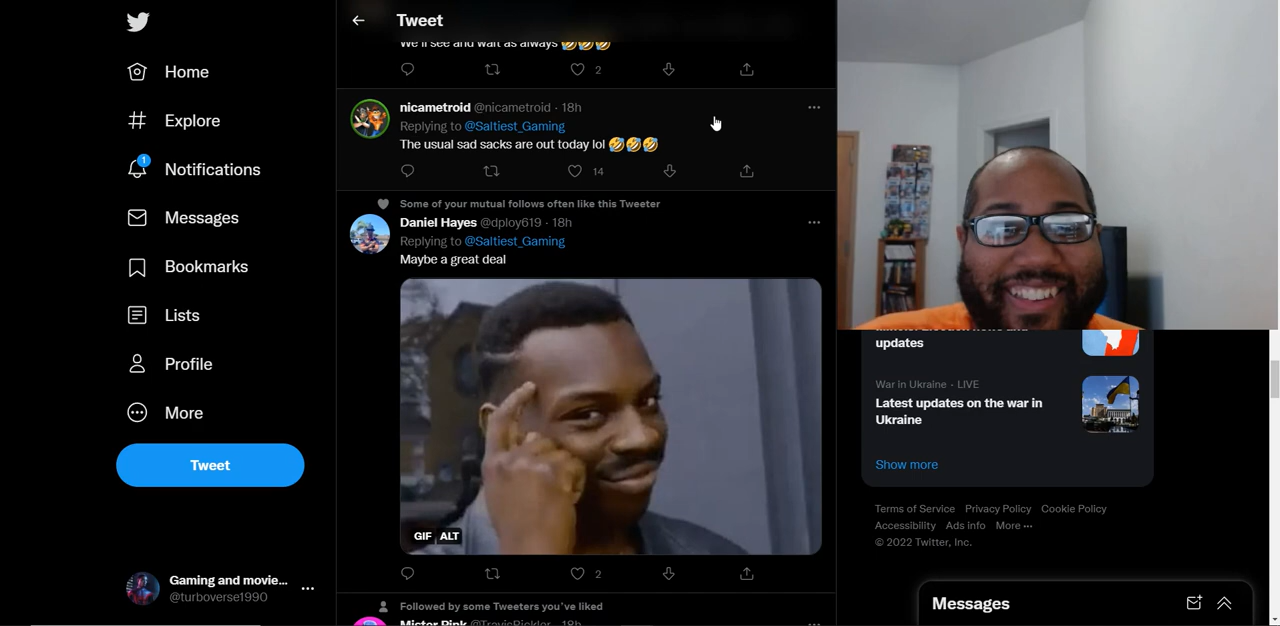 Tweet
We'll see and wait as always 🤣🤣🤣
2
Home
Explore
1
Notifications
Messages
Bookmarks
Lists
Profile
More
Tweet
Gaming and movie...
@turboverse1990
nicametroid @nicametroid · 18h
Replying to @Saltiest_Gaming
The usual sad sacks are out today lol 🤣🤣🤣
14
Some of your mutual follows often like this Tweeter
Daniel Hayes @dploy619 · 18h
Replying to @Saltiest_Gaming
Maybe a great deal
GIF ALT
2
Followed by some Tweeters you've liked
Mister Pink @TravisPickler · 18h
updates
War in Ukraine · LIVE
Latest updates on the war in
Ukraine
Show more
Terms of Service Privacy Policy Cookie Policy
Accessibility Ads info More ···
© 2022 Twitter, Inc.
Messages